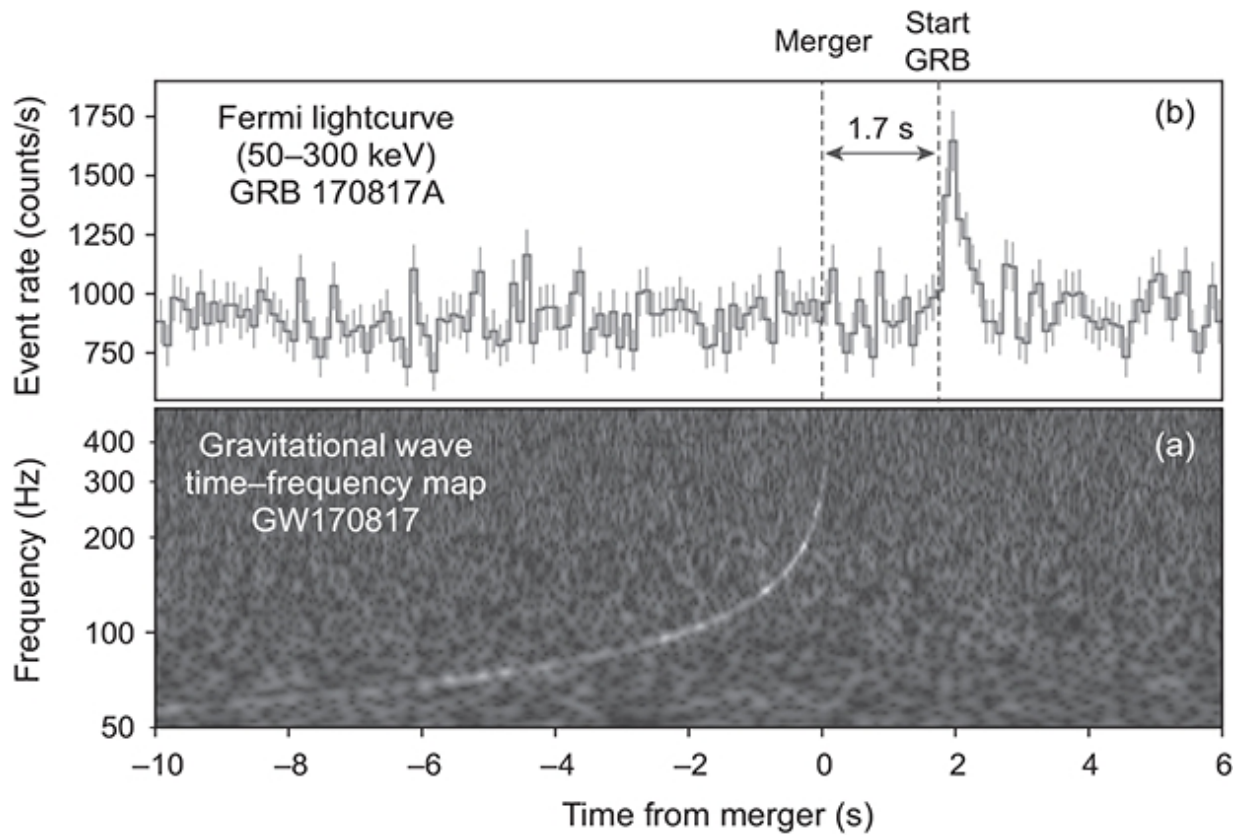 Merger
Start
GRB
Event rate (counts/s)
1750
1500
1250
1000
750
Fermi lightcurve
(50–300 keV)
GRB 170817A
1.7 s
(b)
Frequency (Hz)
400
300
200
100
50
Gravitational wave
time–frequency map
GW170817
(a)
–10 –8 –6 –4 –2 0 2 4 6
Time from merger (s)